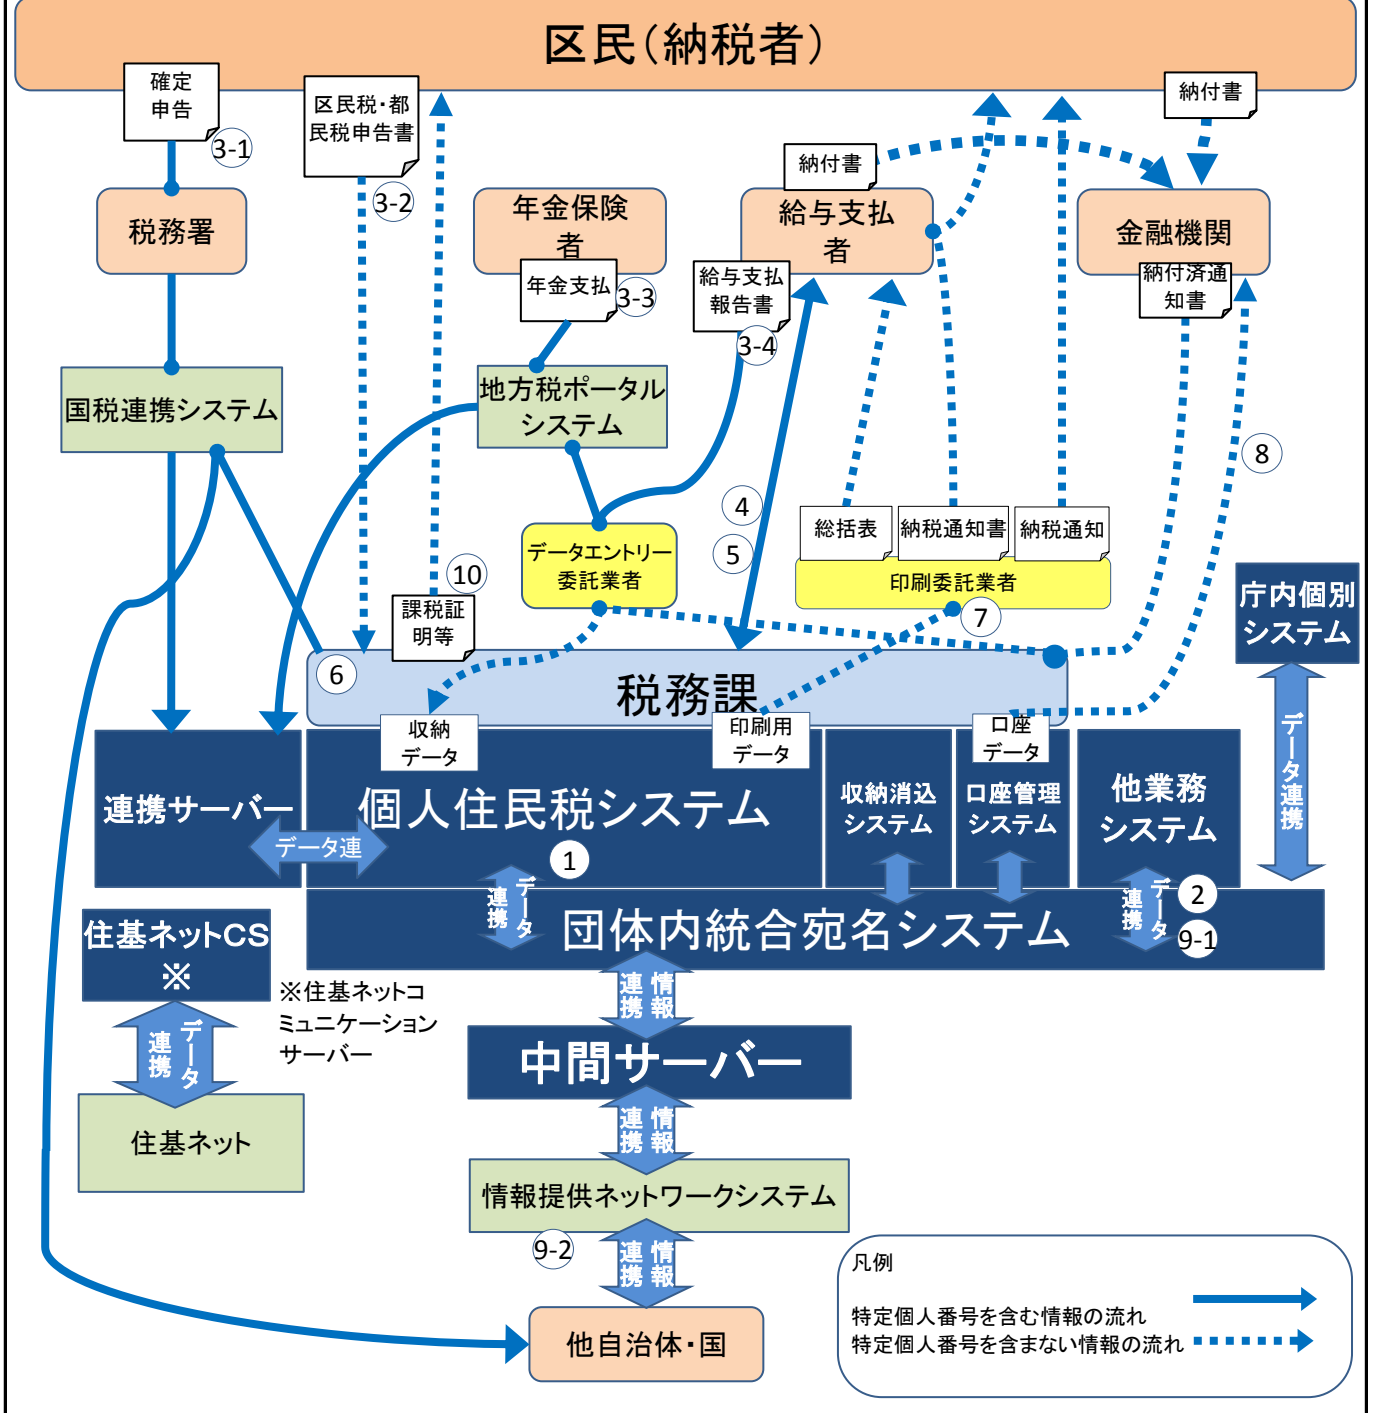 区民（納税者）
確定
申告
3-1
区民税・都
民税申告書
3-2
納付書
納付書
税務署
年金保険
者
年金支払
3-3
給与支払
者
給与支払
報告書
3-4
金融機関
納付済通
知書
国税連携システム
地方税ポータル
システム
8
4
5
総括表
納税通知書
納税通知
データエントリー
委託業者
印刷委託業者
7
10
課税証
明等
庁内個別
システム
6
税務課
収納
データ
印刷用
データ
口座
データ
データ連携
連携サーバー
データ連
個人住民税システム
1
収納消込
システム
口座管理
システム
他業務
システム
データ
連携
データ
連携
2
9-1
団体内統合宛名システム
住基ネットCS
※
※住基ネットコ
ミュニケーション
サーバー
情報
連携
データ
連携
中間サーバー
情報
連携
住基ネット
情報提供ネットワークシステム
9-2
情報
連携
他自治体・国
凡例
特定個人番号を含む情報の流れ
特定個人番号を含まない情報の流れ